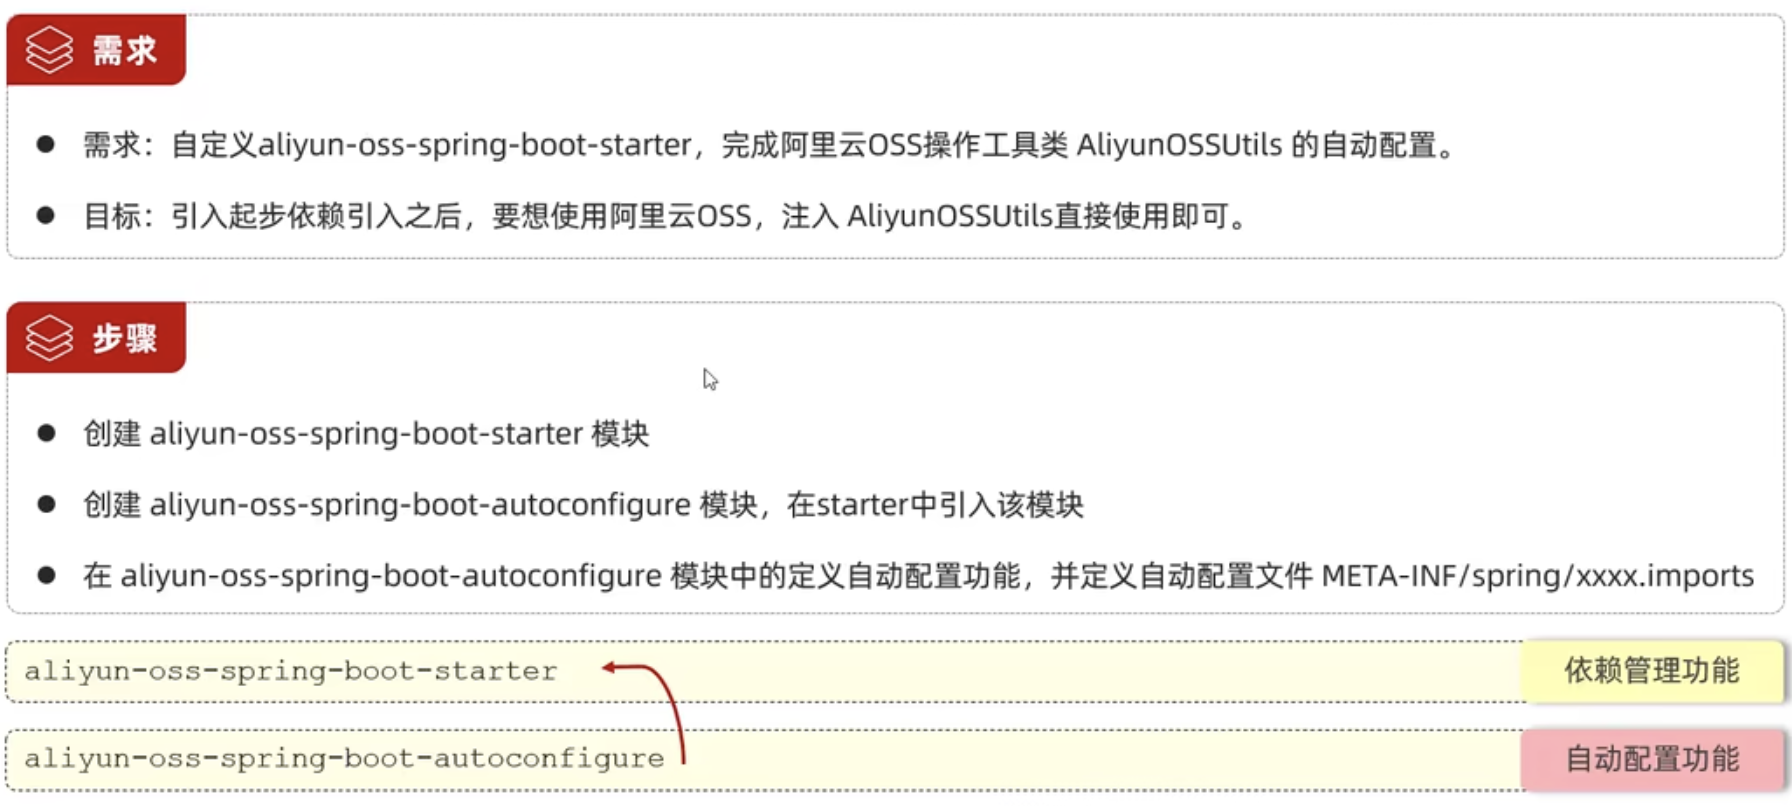 需求
需求：自定义aliyun-oss-spring-boot-starter，完成阿里云OSS操作工具类 AliyunOSSUtils 的自动配置。
目标：引入起步依赖引入之后，要想使用阿里云OSS，注入 AliyunOSSUtils直接使用即可。
步骤
创建 aliyun-oss-spring-boot-starter 模块
创建 aliyun-oss-spring-boot-autoconfigure 模块，在starter中引入该模块
在 aliyun-oss-spring-boot-autoconfigure 模块中的定义自动配置功能，并定义自动配置文件 META-INF/spring/xxxx.imports
aliyun-oss-spring-boot-starter 依赖管理功能
aliyun-oss-spring-boot-autoconfigure 自动配置功能